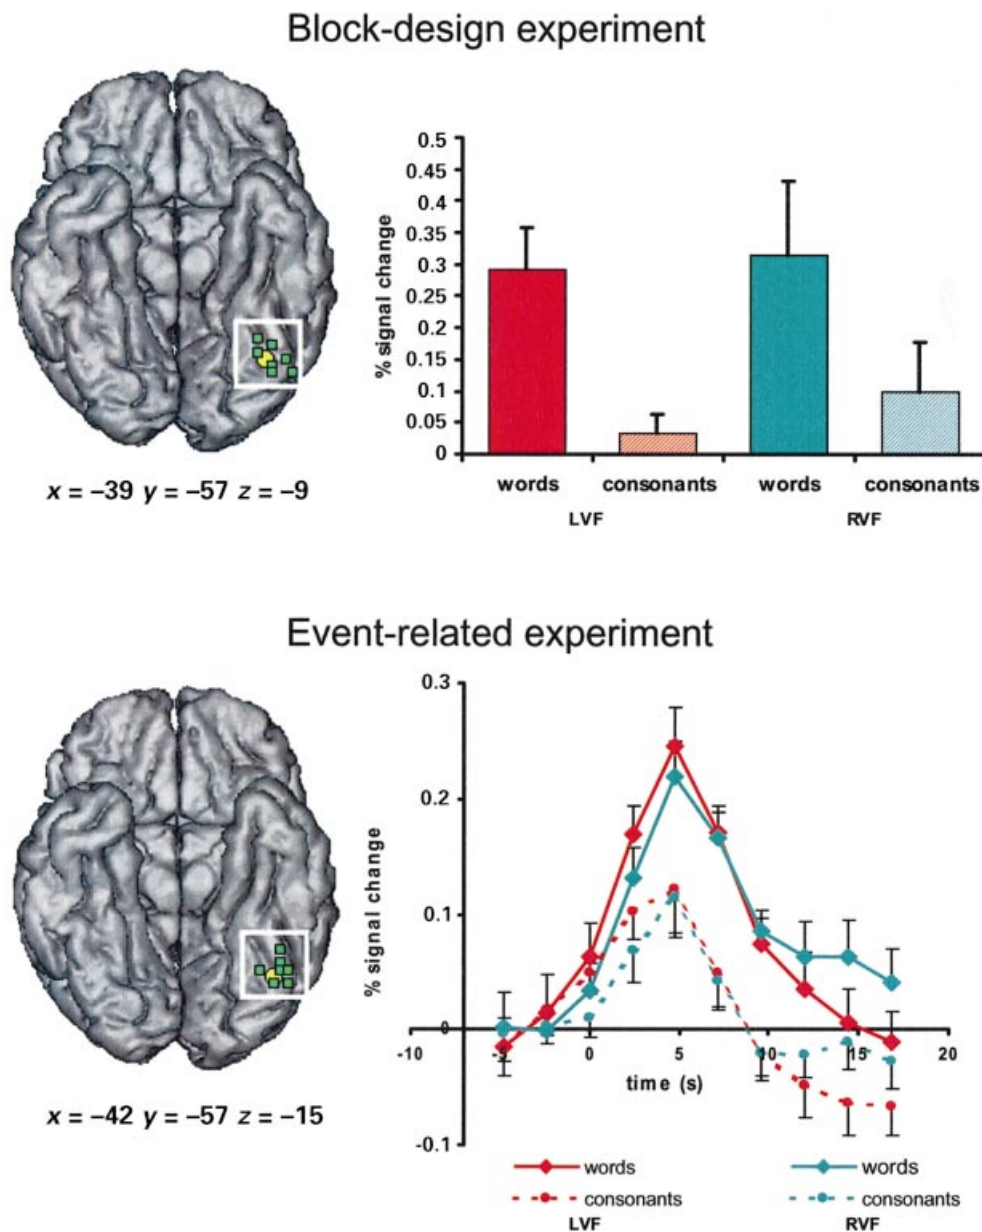 Block-design experiment
0.5
0.45
0.4
0.35
0.3
0.25
0.2
0.15
0.1
0.05
0
% signal change
words consonants words consonants
LVF RVF
x = –39 y = –57 z = –9
Event-related experiment
0.3
0.2
0.1
0
-0.1
% signal change
-10 -5 0 5 10 15 20
time (s)
x = –42 y = –57 z = –15
words words
consonants consonants
LVF RVF